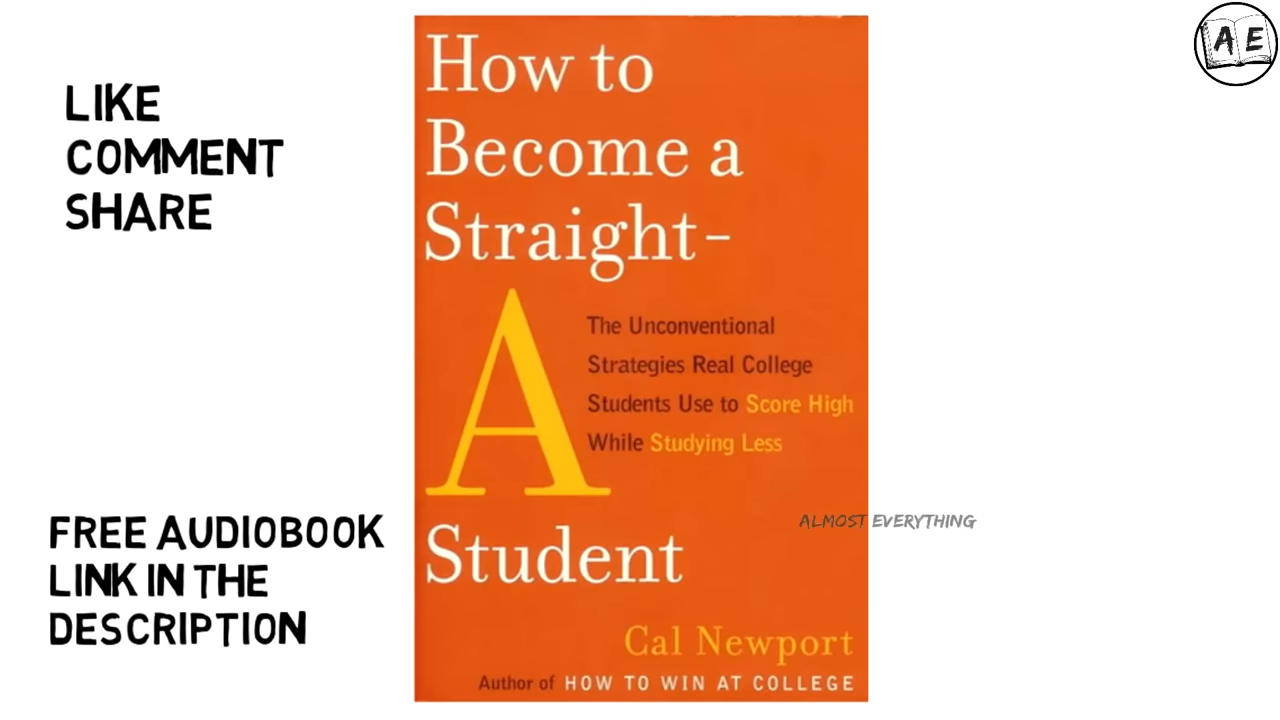 LIKE
COMMENT
SHARE
FREE AUDIOBOOK
LINK IN THE
DESCRIPTION
How to
Become a
Straight-
A
The Unconventional
Strategies Real College
Students Use to Score High
While Studying Less
Student
Cal Newport
Author of HOW TO WIN AT COLLEGE
ALMOST EVERYTHING
A E